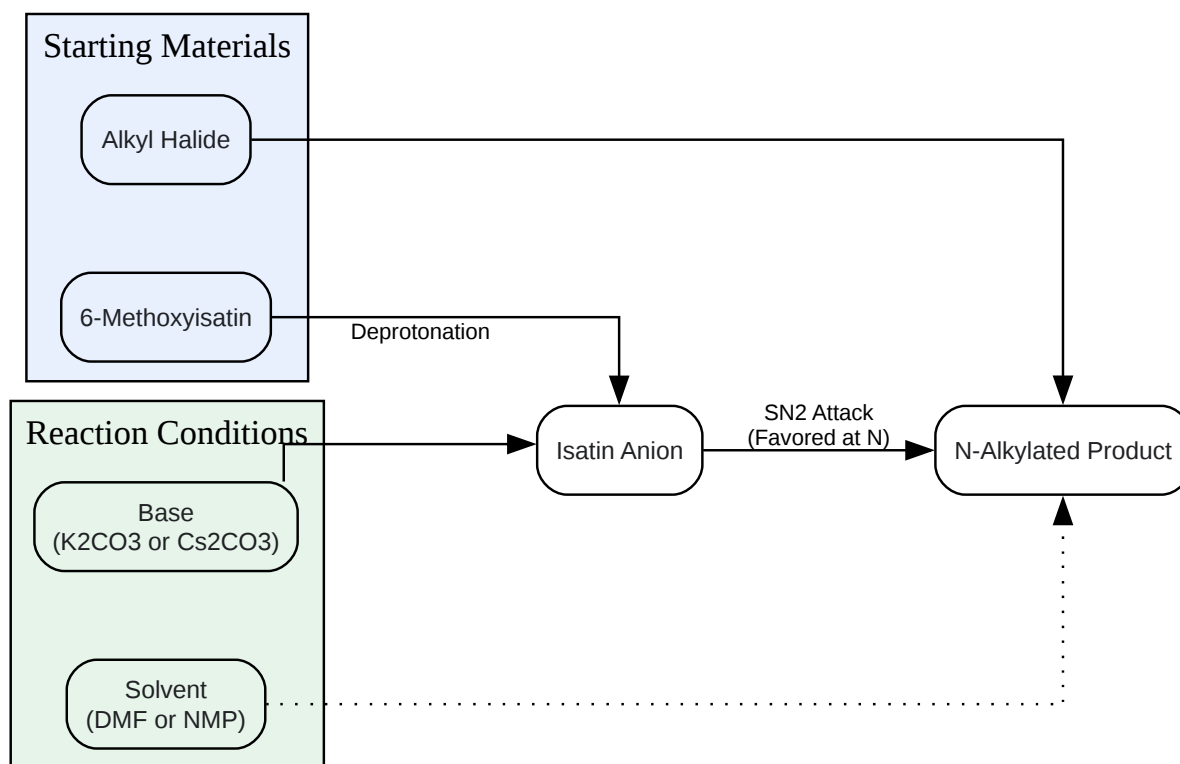 Starting Materials
Alkyl Halide
6-Methoxyisatin
Deprotonation
Reaction Conditions
Base
(K2CO3 or Cs2CO3)
Solvent
(DMF or NMP)
Isatin Anion
SN2 Attack
(Favored at N)
N-Alkylated Product